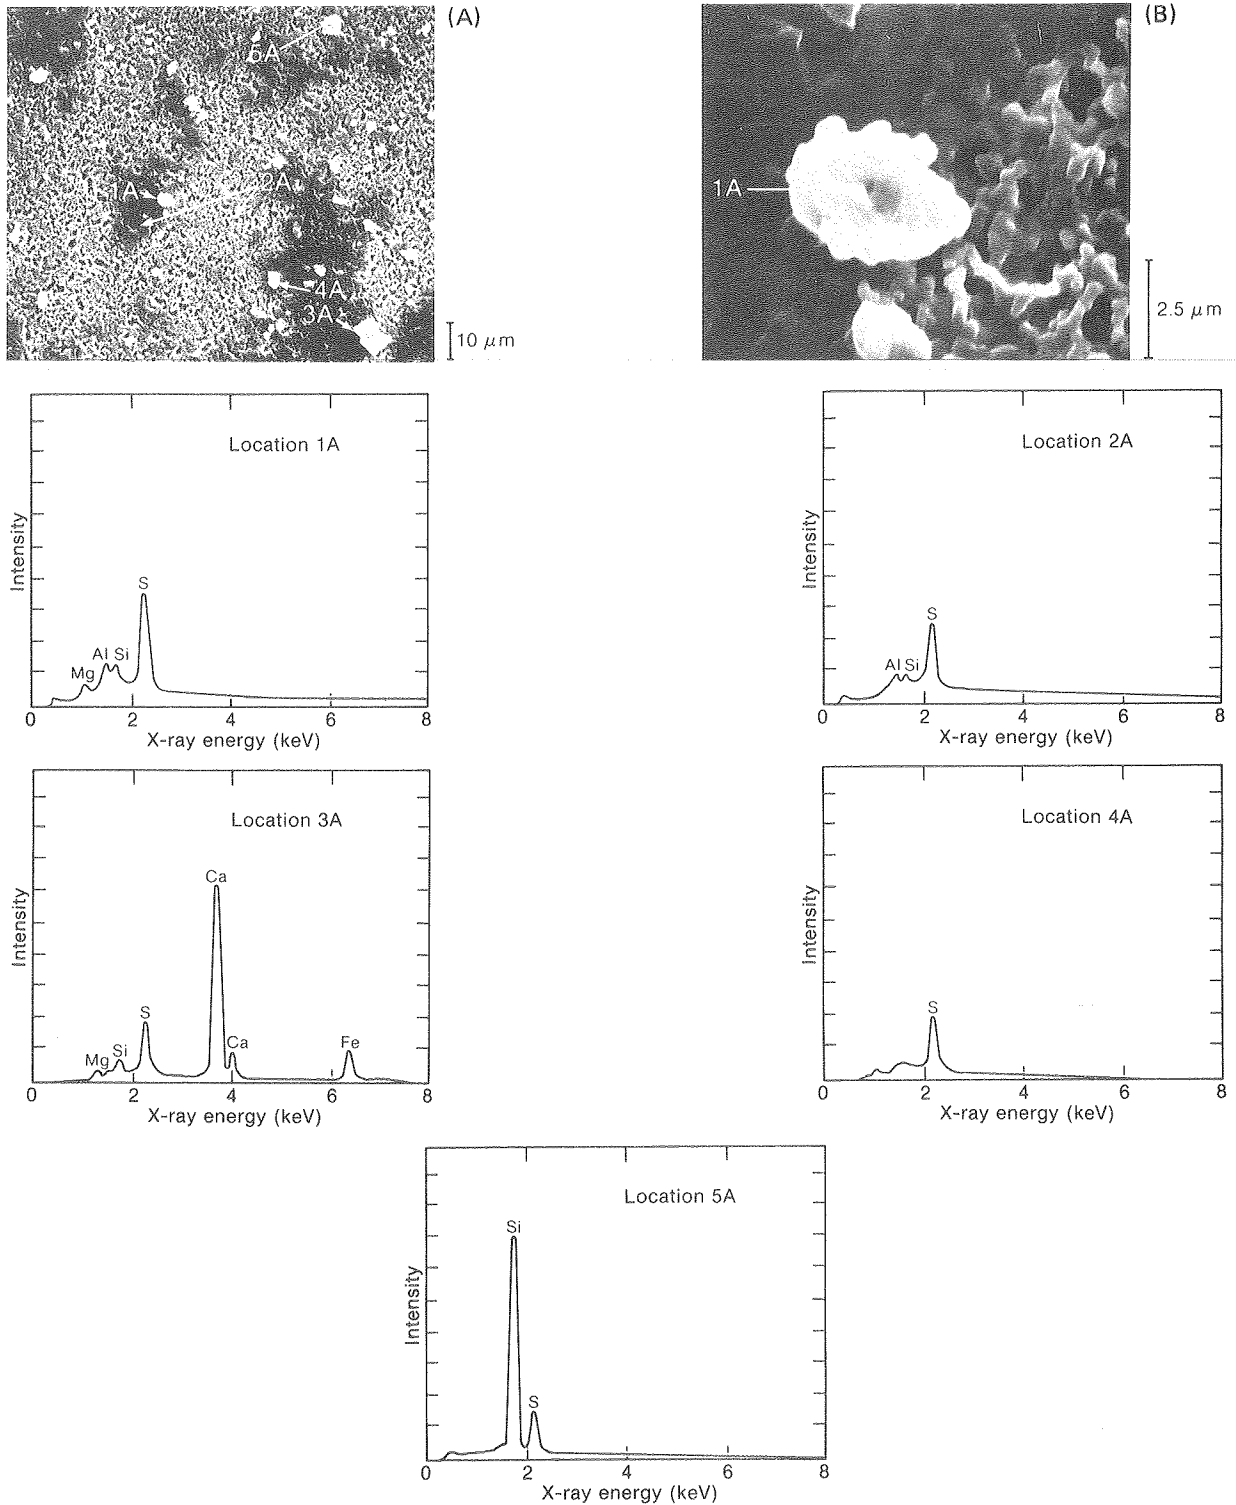 (A)
5A
1A
2A
4A
3A
10 μm
(B)
1A
2.5 μm
Location 1A
Intensity
S
Al Si
Mg
0 2 4 6 8
X-ray energy (keV)
Location 2A
Intensity
S
Al Si
0 2 4 6 8
X-ray energy (keV)
Location 3A
Intensity
Ca
S
Mg Si
Ca
Fe
0 2 4 6 8
X-ray energy (keV)
Location 4A
Intensity
S
0 2 4 6 8
X-ray energy (keV)
Location 5A
Intensity
Si
S
0 2 4 6 8
X-ray energy (keV)